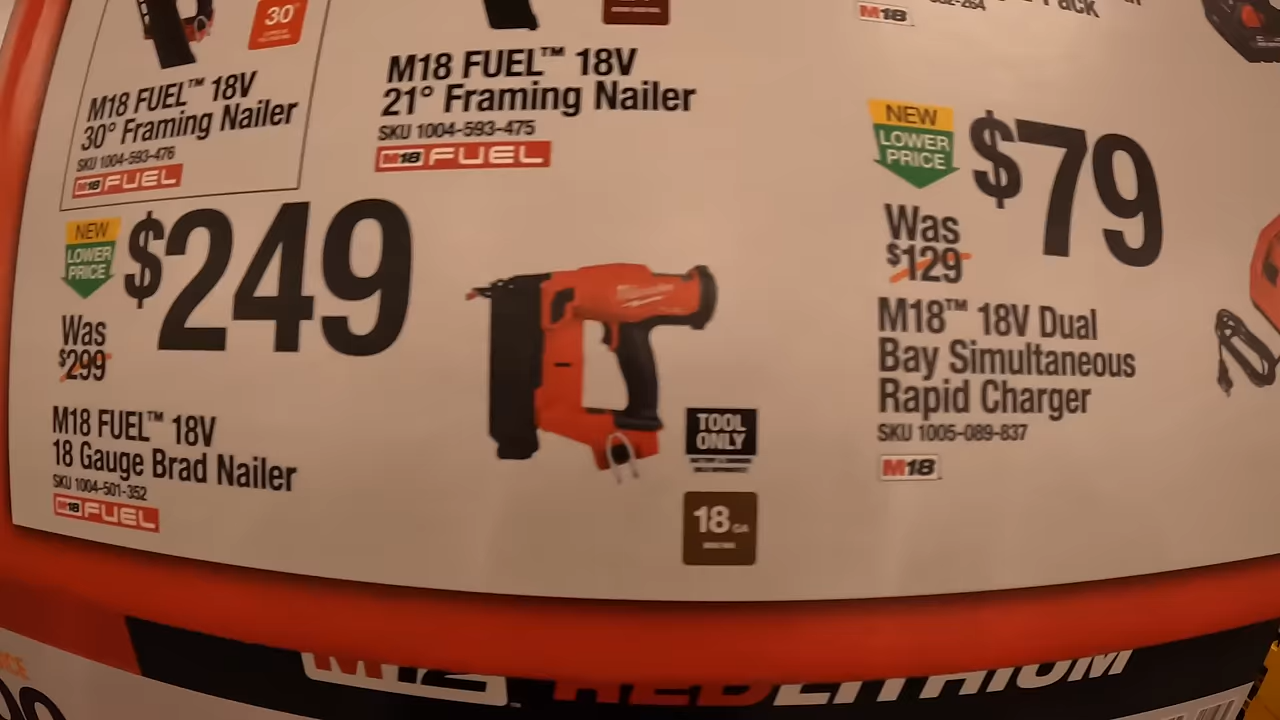 30°
M18 FUEL™ 18V
30° Framing Nailer
SKU 1004-593-476
M18 FUEL
M18 FUEL™ 18V
21° Framing Nailer
SKU 1004-593-475
M18 FUEL
Pack
M18
NEW
LOWER
PRICE
$249
Was
$299
M18 FUEL™ 18V
18 Gauge Brad Nailer
SKU 1004-501-352
M18 FUEL
Milwaukee
TOOL
ONLY
18 GA
NEW
LOWER
PRICE
$79
Was
$129
M18™ 18V Dual
Bay Simultaneous
Rapid Charger
SKU 1005-089-837
M18
M12™ REDLITHIUM